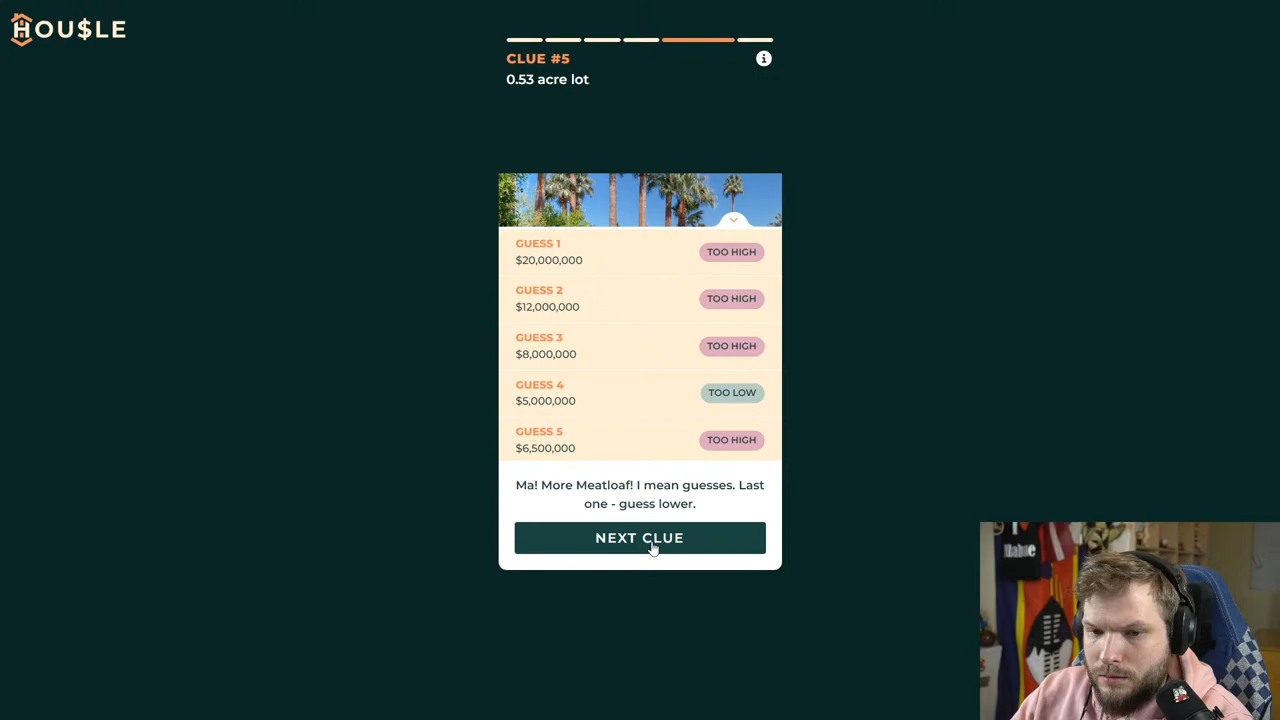 HOU$LE
CLUE #5
0.53 acre lot
GUESS 1
$20,000,000
TOO HIGH
GUESS 2
$12,000,000
TOO HIGH
GUESS 3
$8,000,000
TOO HIGH
GUESS 4
$5,000,000
TOO LOW
GUESS 5
$6,500,000
TOO HIGH
Ma! More Meatloaf! I mean guesses. Last
one - guess lower.
NEXT CLUE